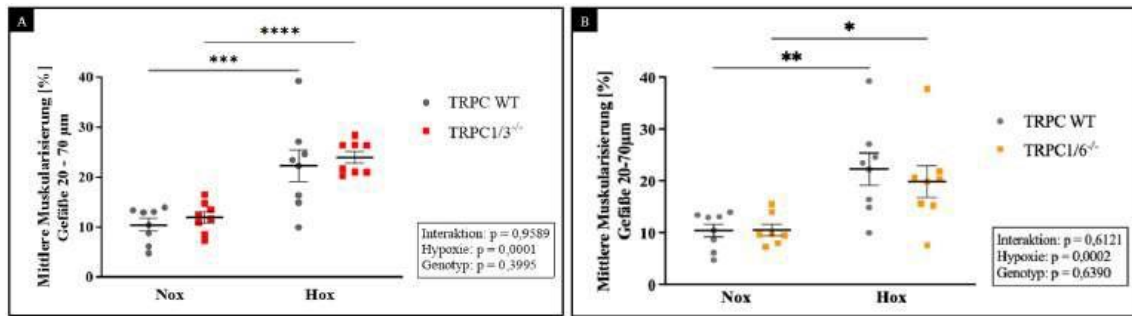 A
****
***
Mittlere Muskularisierung [%]
Gefäße 20 - 70 µm
40
30
20
10
0
Nox
Hox
TRPC WT
TRPC1/3⁻/⁻
Interaktion: p = 0,9589
Hypoxie: p = 0,0001
Genotyp: p = 0,3995
B
*
**
Mittlere Muskularisierung [%]
Gefäße 20-70µm
40
30
20
10
0
Nox
Hox
TRPC WT
TRPC1/6⁻/⁻
Interaktion: p = 0,6121
Hypoxie: p = 0,0002
Genotyp: p = 0,6390